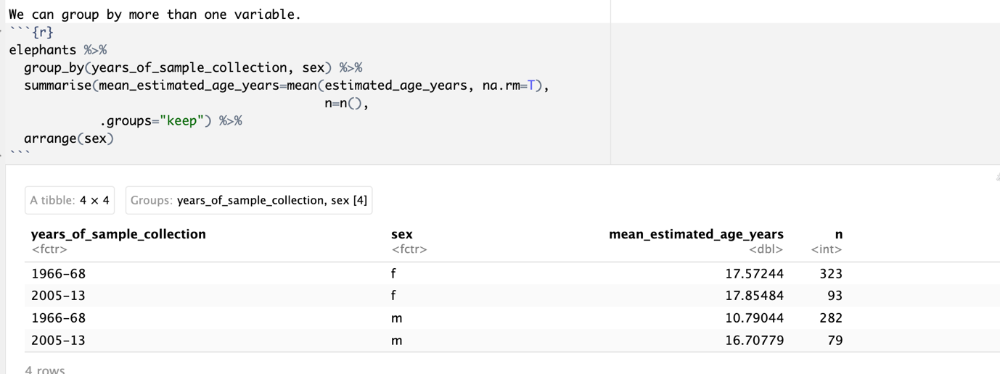 We can group by more than one variable.
```{r}
elephants %>%
  group_by(years_of_sample_collection, sex) %>%
  summarise(mean_estimated_age_years=mean(estimated_age_years, na.rm=T),
                                          n=n(),
            .groups="keep") %>%
  arrange(sex)
```
A tibble: 4 × 4 Groups: years_of_sample_collection, sex [4]
years_of_sample_collection sex mean_estimated_age_years n
<fctr> <fctr> <dbl> <int>
1966-68 f 17.57244 323
2005-13 f 17.85484 93
1966-68 m 10.79044 282
2005-13 m 16.70779 79
4 rows